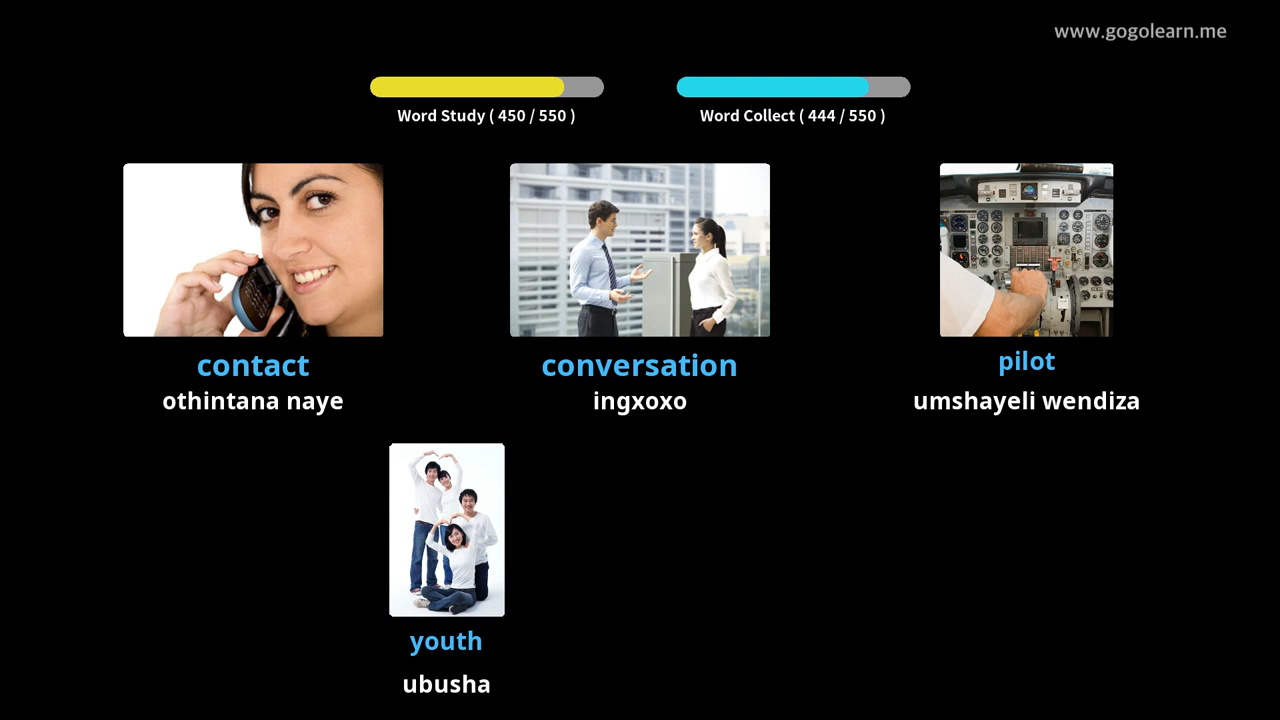 www.gogolearn.me
Word Study ( 450 / 550 )
Word Collect ( 444 / 550 )
contact
othintana naye
conversation
ingxoxo
pilot
umshayeli wendiza
youth
ubusha